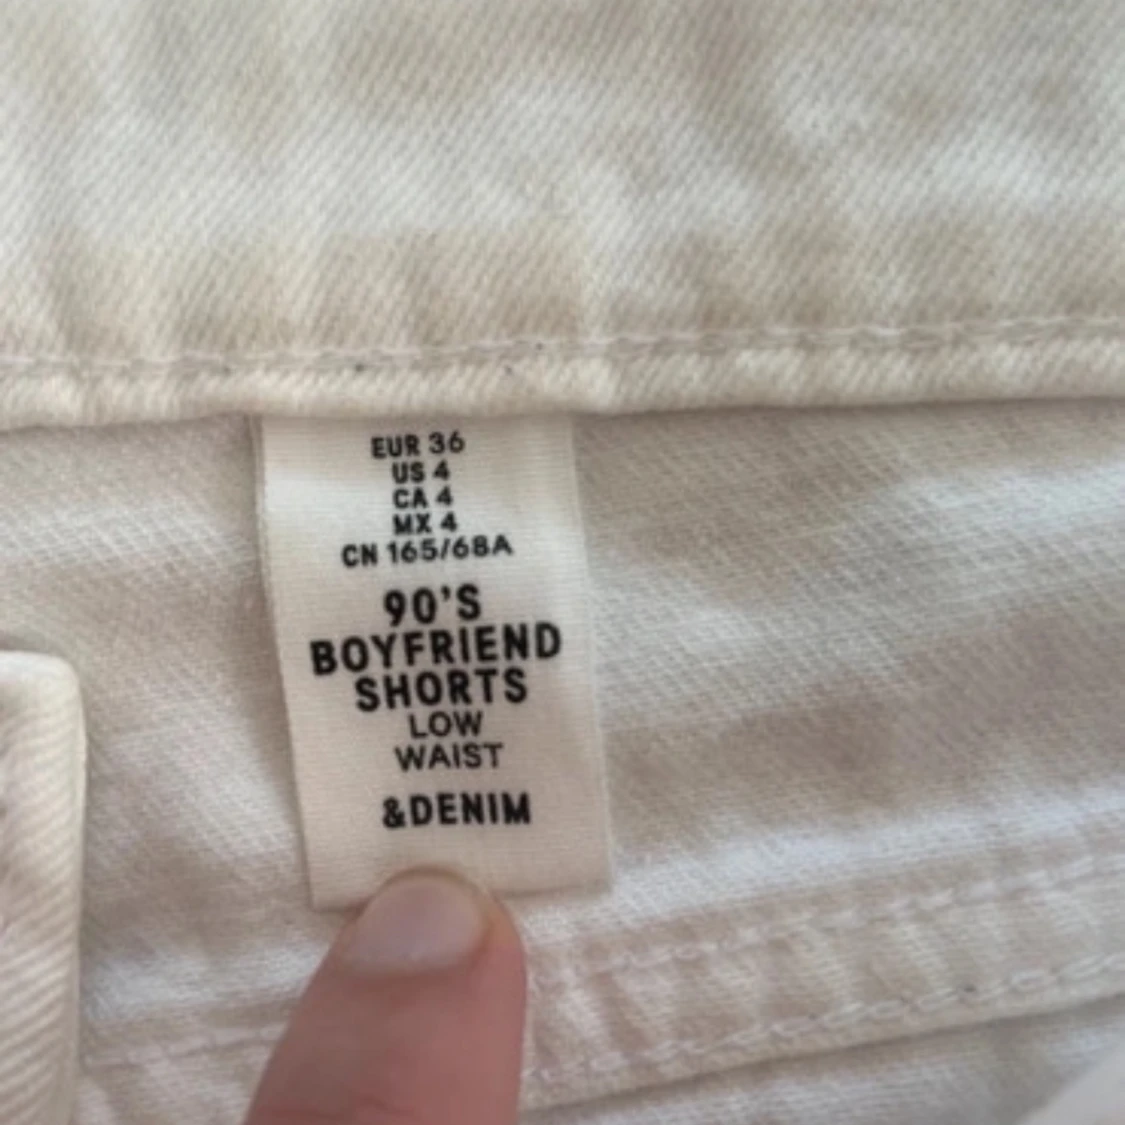 EUR 36
US 4
CA 4
MX 4
CN 165/68A
90'S
BOYFRIEND
SHORTS
LOW
WAIST
&DENIM